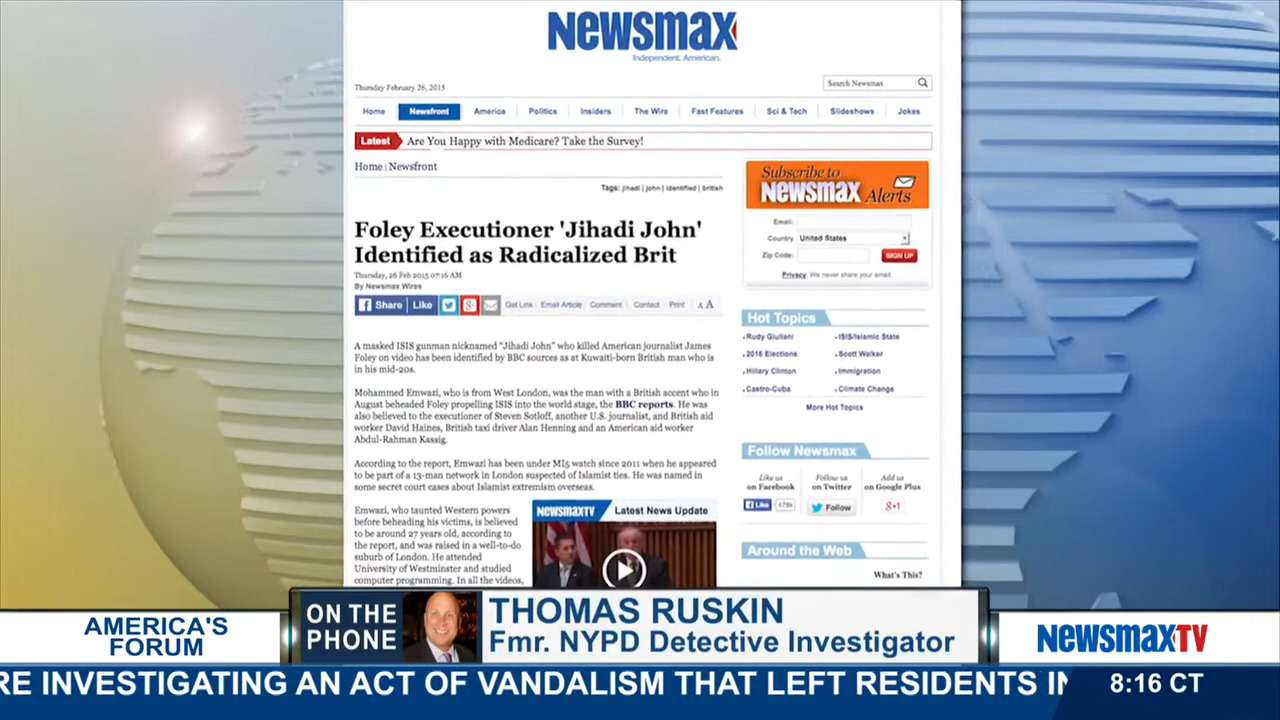 NEWSMAX
Independent. American.
Thursday February 26, 2015
Search Newsmax
Home Newsfront America Politics Insiders The Wire Fast Features Sci & Tech Slideshows Jokes
Latest Are You Happy with Medicare? Take the Survey!
Home | Newsfront
Tags: jihadi | john | identified | british
Foley Executioner 'Jihadi John'
Identified as Radicalized Brit
Thursday, 26 Feb 2015 07:16 AM
By Newsmax Wires
Share Like Get Link Email Article Comment Contact Print A A
A masked ISIS gunman nicknamed "Jihadi John" who killed American journalist James
Foley on video has been identified by BBC sources as at Kuwaiti-born British man who is
in his mid-20s.
Mohammed Emwazi, who is from West London, was the man with a British accent who in
August beheaded Foley propelling ISIS into the world stage, the BBC reports. He was
also believed to the executioner of Steven Sotloff, another U.S. journalist, and British aid
worker David Haines, British taxi driver Alan Henning and an American aid worker
Abdul-Rahman Kassig.
According to the report, Emwazi has been under MI5 watch since 2011 when he appeared
to be part of a 13-man network in London suspected of Islamist ties. He was named in
some secret court cases about Islamist extremism overseas.
Emwazi, who taunted Western powers
before beheading his victims, is believed
to be around 27 years old, according to
the report, and was raised in a well-to-do
suburb of London. He attended
University of Westminster and studied
computer programming. In all the videos,
NEWSMAXTV Latest News Update
Subscribe to
NEWSMAX Alerts
Email:
Country United States
Zip Code: SIGN UP
Privacy: We never share your email.
Hot Topics
Rudy Giuliani ISIS/Islamic State
2016 Elections Scott Walker
Hillary Clinton Immigration
Castro-Cuba Climate Change
More Hot Topics
Follow Newsmax
Like us
on Facebook
Follow us
on Twitter
Add us
on Google Plus
Like 478k Follow g+1
Around the Web
What's This?
AMERICA'S
FORUM
ON THE
PHONE
THOMAS RUSKIN
Fmr. NYPD Detective Investigator
NEWSMAXTV
RE INVESTIGATING AN ACT OF VANDALISM THAT LEFT RESIDENTS IN
8:16 CT